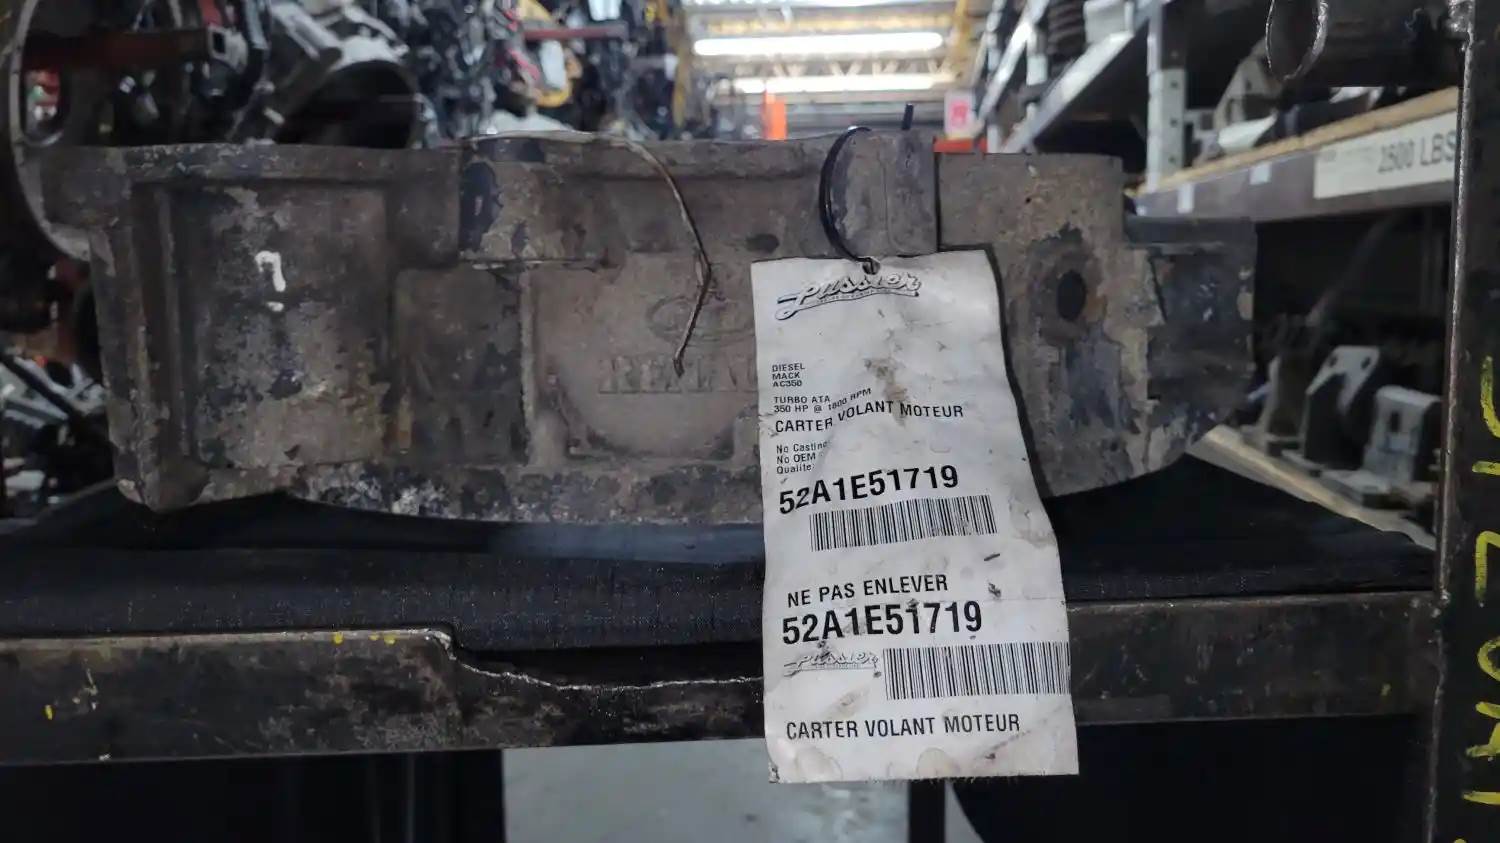 2500 LBS
Pussier
DIESEL
MACK
AC350
TURBO ATA
350 HP @ 1800 RPM
CARTER VOLANT MOTEUR
No Casting
No OEM
Qualite:
52A1E51719
NE PAS ENLEVER
52A1E51719
Pussier
CARTER VOLANT MOTEUR